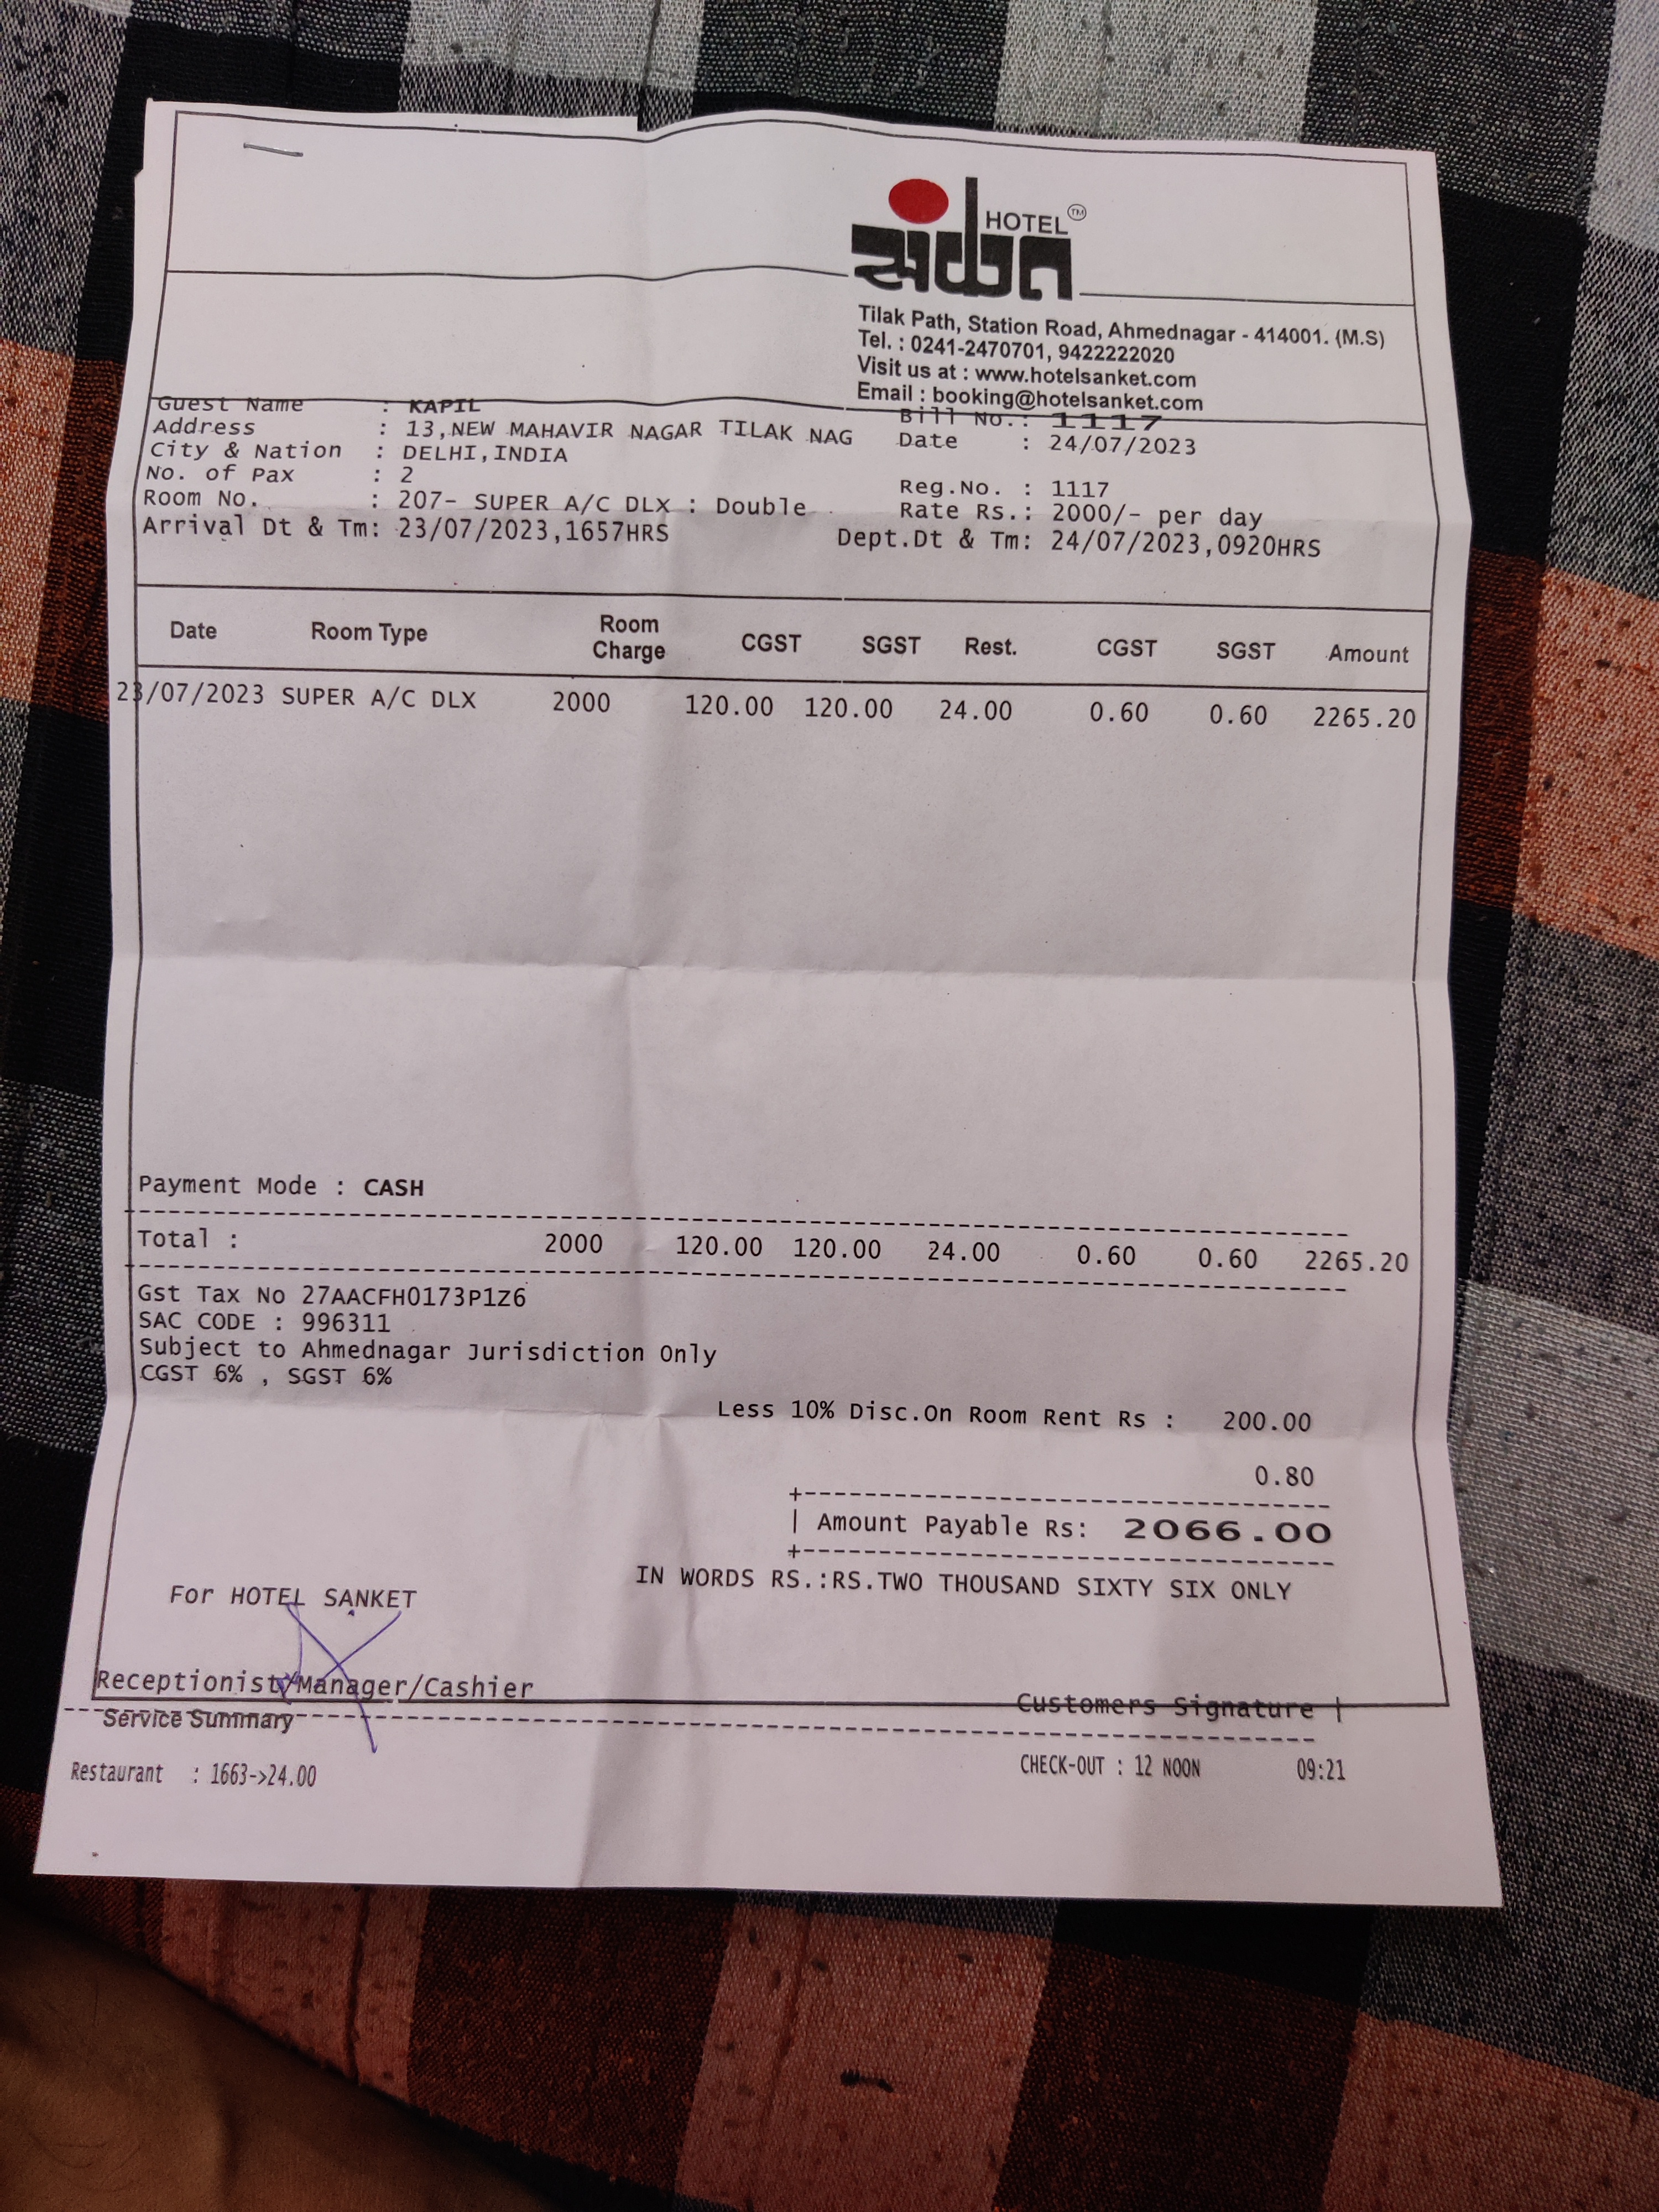 HOTEL TM
संकेत
Tilak Path, Station Road, Ahmednagar - 414001. (M.S)
Tel. : 0241-2470701, 9422222020
Visit us at : www.hotelsanket.com
Email : booking@hotelsanket.com
Guest Name : KAPIL Bill No.: 1117
Address : 13,NEW MAHAVIR NAGAR TILAK NAG Date : 24/07/2023
City & Nation : DELHI,INDIA
No. of Pax : 2 Reg.No. : 1117
Room No. : 207- SUPER A/C DLX : Double Rate Rs.: 2000/- per day
Arrival Dt & Tm: 23/07/2023,1657HRS Dept.Dt & Tm: 24/07/2023,0920HRS
Date Room Type Room Charge CGST SGST Rest. CGST SGST Amount
23/07/2023 SUPER A/C DLX 2000 120.00 120.00 24.00 0.60 0.60 2265.20
Payment Mode : CASH
Total : 2000 120.00 120.00 24.00 0.60 0.60 2265.20
Gst Tax No 27AACFH0173P1Z6
SAC CODE : 996311
Subject to Ahmednagar Jurisdiction Only
CGST 6% , SGST 6%
Less 10% Disc.On Room Rent Rs : 200.00
0.80
Amount Payable Rs: 2066.00
IN WORDS RS.:RS.TWO THOUSAND SIXTY SIX ONLY
For HOTEL SANKET
Receptionist/Manager/Cashier Customers Signature
Service Summary
Restaurant : 1663->24.00 CHECK-OUT : 12 NOON 09:21